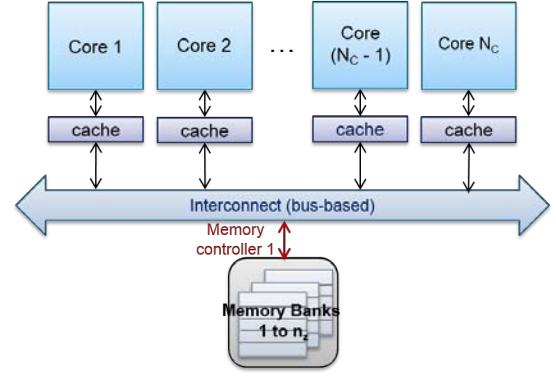 Core 1
Core 2
...
Core
(N_C - 1)
Core N_C
cache
cache
cache
cache
Interconnect (bus-based)
Memory
controller 1
Memory Banks
1 to n_z